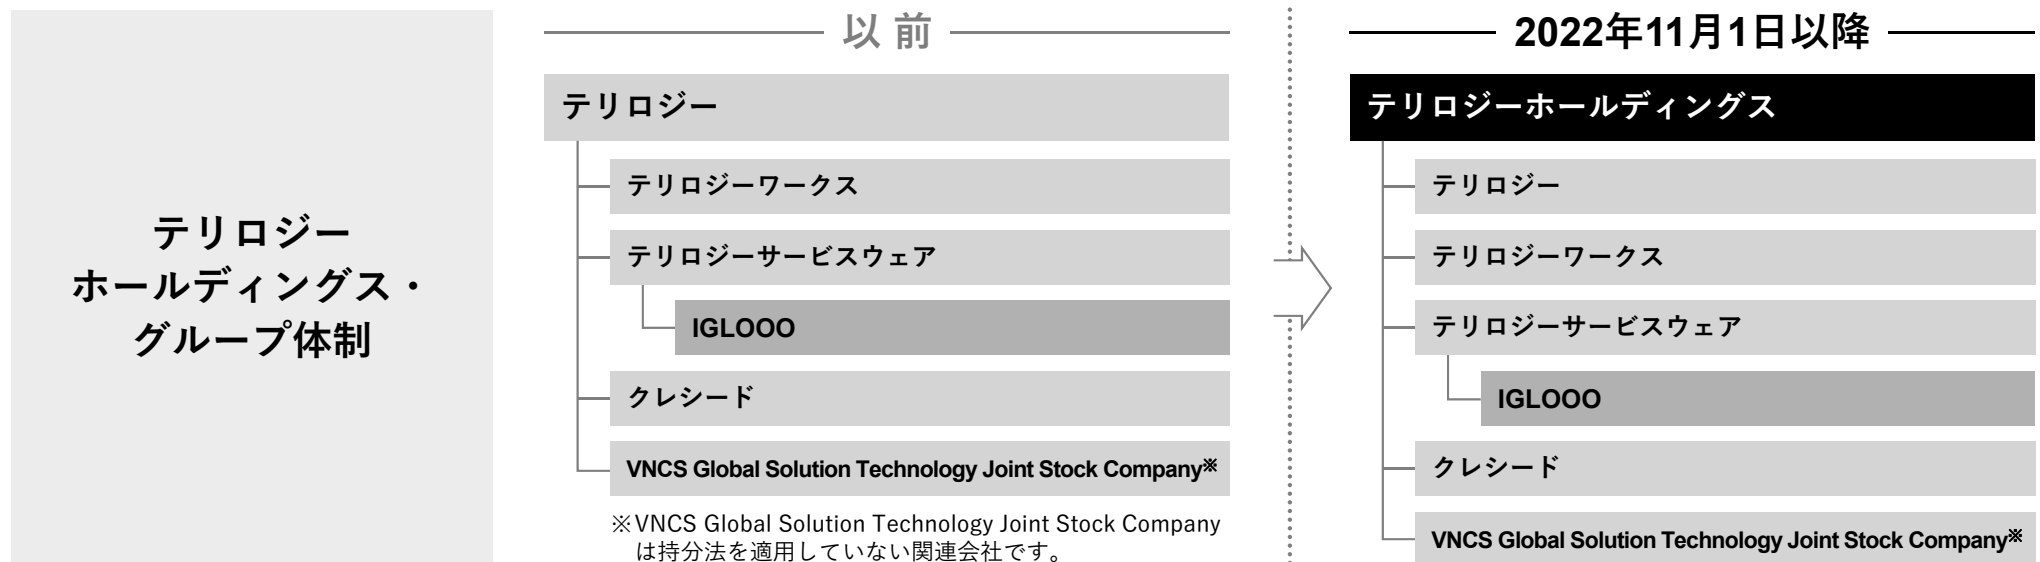 テリロジー
ホールディングス・
グループ体制
以前
テリロジー
テリロジーワークス
テリロジーサービスウェア
IGLOOO
クレシード
VNCS Global Solution Technology Joint Stock Company※
※VNCS Global Solution Technology Joint Stock Company
は持分法を適用していない関連会社です。
2022年11月1日以降
テリロジーホールディングス
テリロジー
テリロジーワークス
テリロジーサービスウェア
IGLOOO
クレシード
VNCS Global Solution Technology Joint Stock Company※